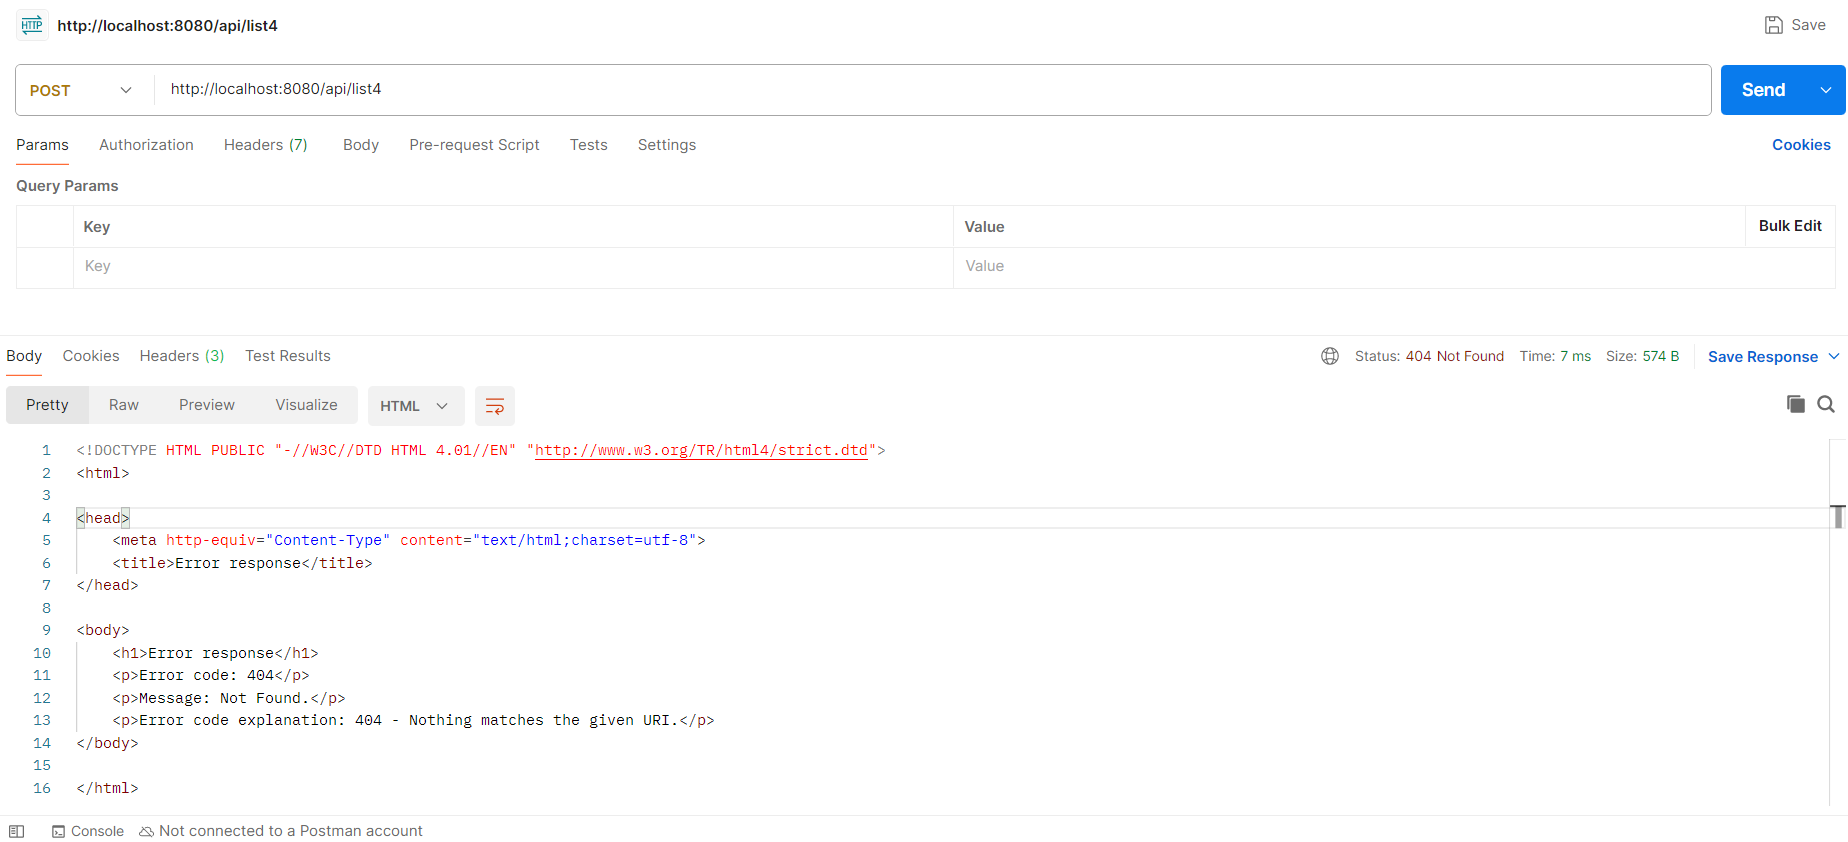 HTTP http://localhost:8080/api/list4 Save
POST http://localhost:8080/api/list4 Send
Params Authorization Headers (7) Body Pre-request Script Tests Settings Cookies
Query Params
Key Value Bulk Edit
Key Value
Body Cookies Headers (3) Test Results Status: 404 Not Found Time: 7 ms Size: 574 B Save Response
Pretty Raw Preview Visualize HTML
1 <!DOCTYPE HTML PUBLIC "-//W3C//DTD HTML 4.01//EN" "http://www.w3.org/TR/html4/strict.dtd">
2 <html>
3
4 <head>
5 <meta http-equiv="Content-Type" content="text/html;charset=utf-8">
6 <title>Error response</title>
7 </head>
8
9 <body>
10 <h1>Error response</h1>
11 <p>Error code: 404</p>
12 <p>Message: Not Found.</p>
13 <p>Error code explanation: 404 - Nothing matches the given URI.</p>
14 </body>
15
16 </html>
Console Not connected to a Postman account